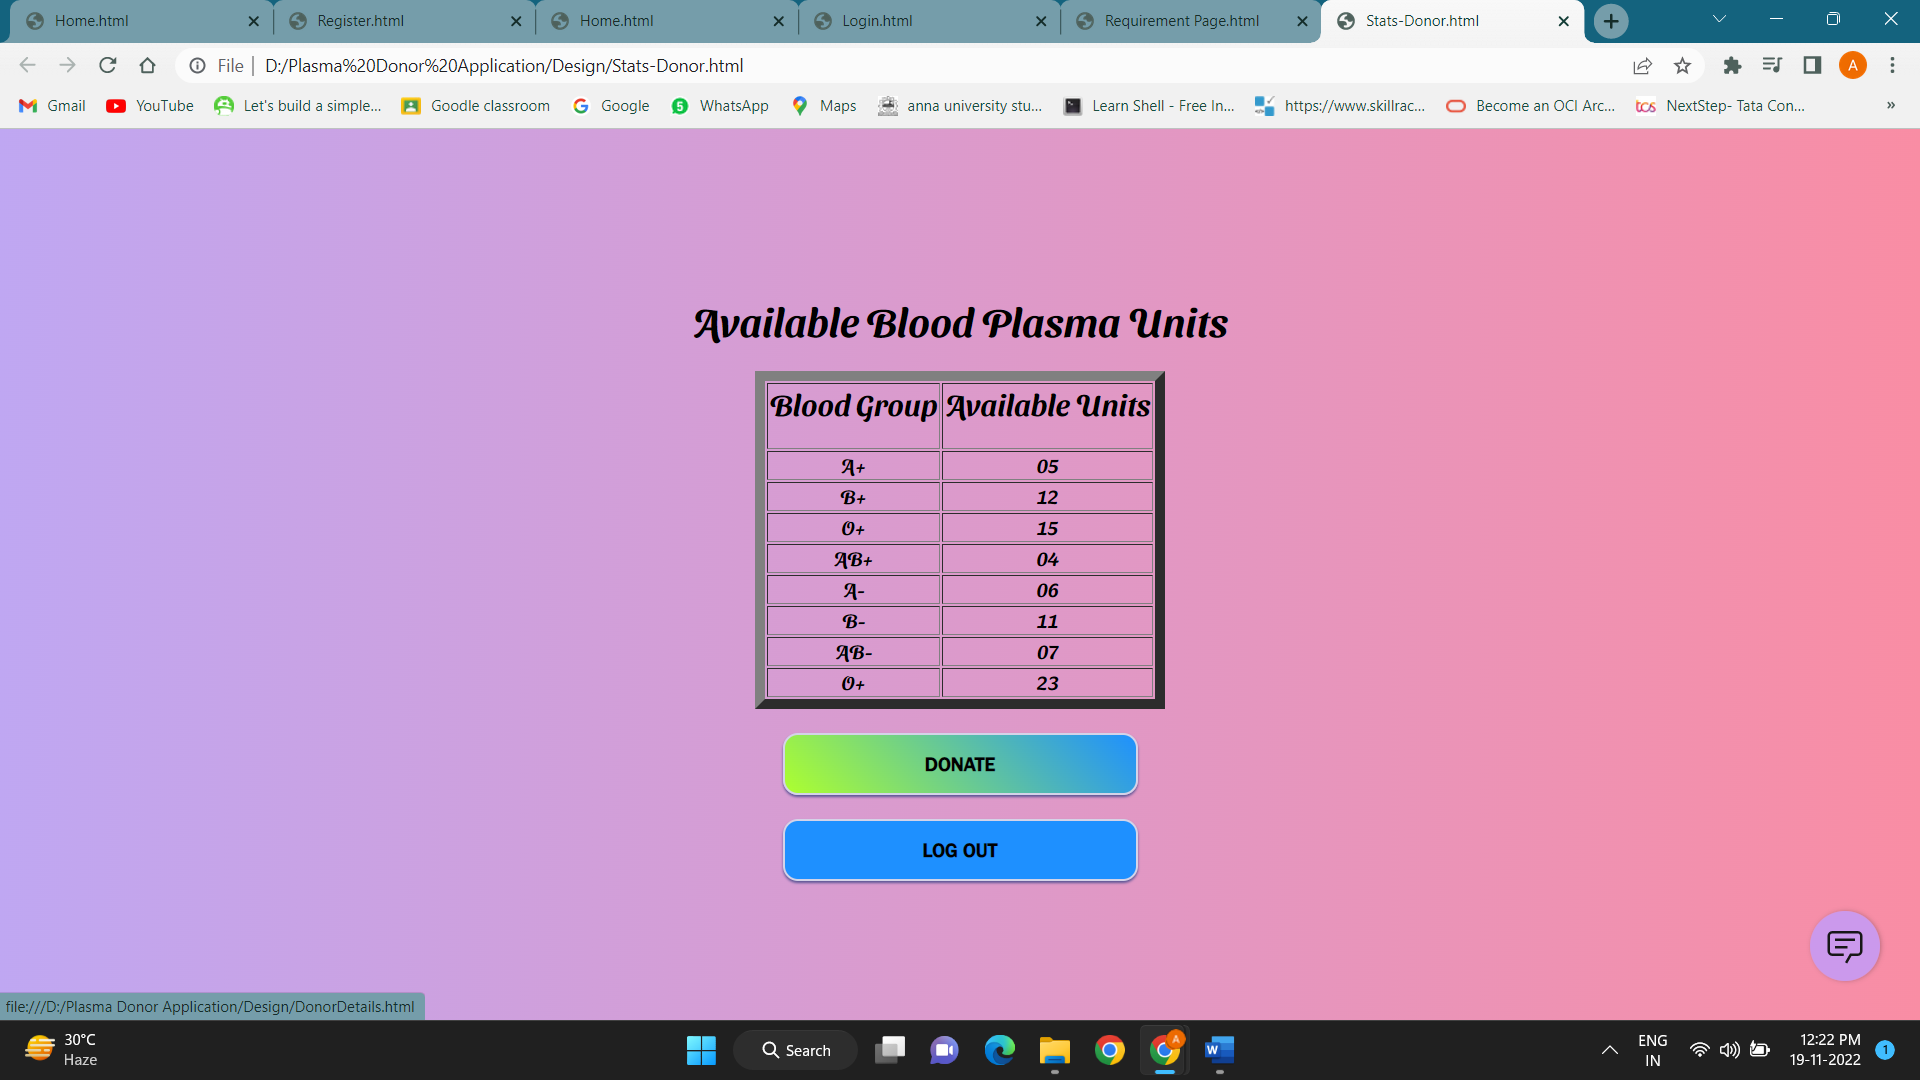 Home.html Register.html Home.html Login.html Requirement Page.html Stats-Donor.html
File D:/Plasma%20Donor%20Application/Design/Stats-Donor.html A
Gmail YouTube Let's build a simple... Goodle classroom Google 5 WhatsApp Maps anna university stu... Learn Shell - Free In... https://www.skillrac... Become an OCI Arc... tcs NextStep- Tata Con... »
Available Blood Plasma Units
Blood Group Available Units
A+ 05
B+ 12
O+ 15
AB+ 04
A- 06
B- 11
AB- 07
O+ 23
DONATE
LOG OUT
file:///D:/Plasma Donor Application/Design/DonorDetails.html
30°C
Haze
Search
A
W
ENG
IN
12:22 PM
19-11-2022
1